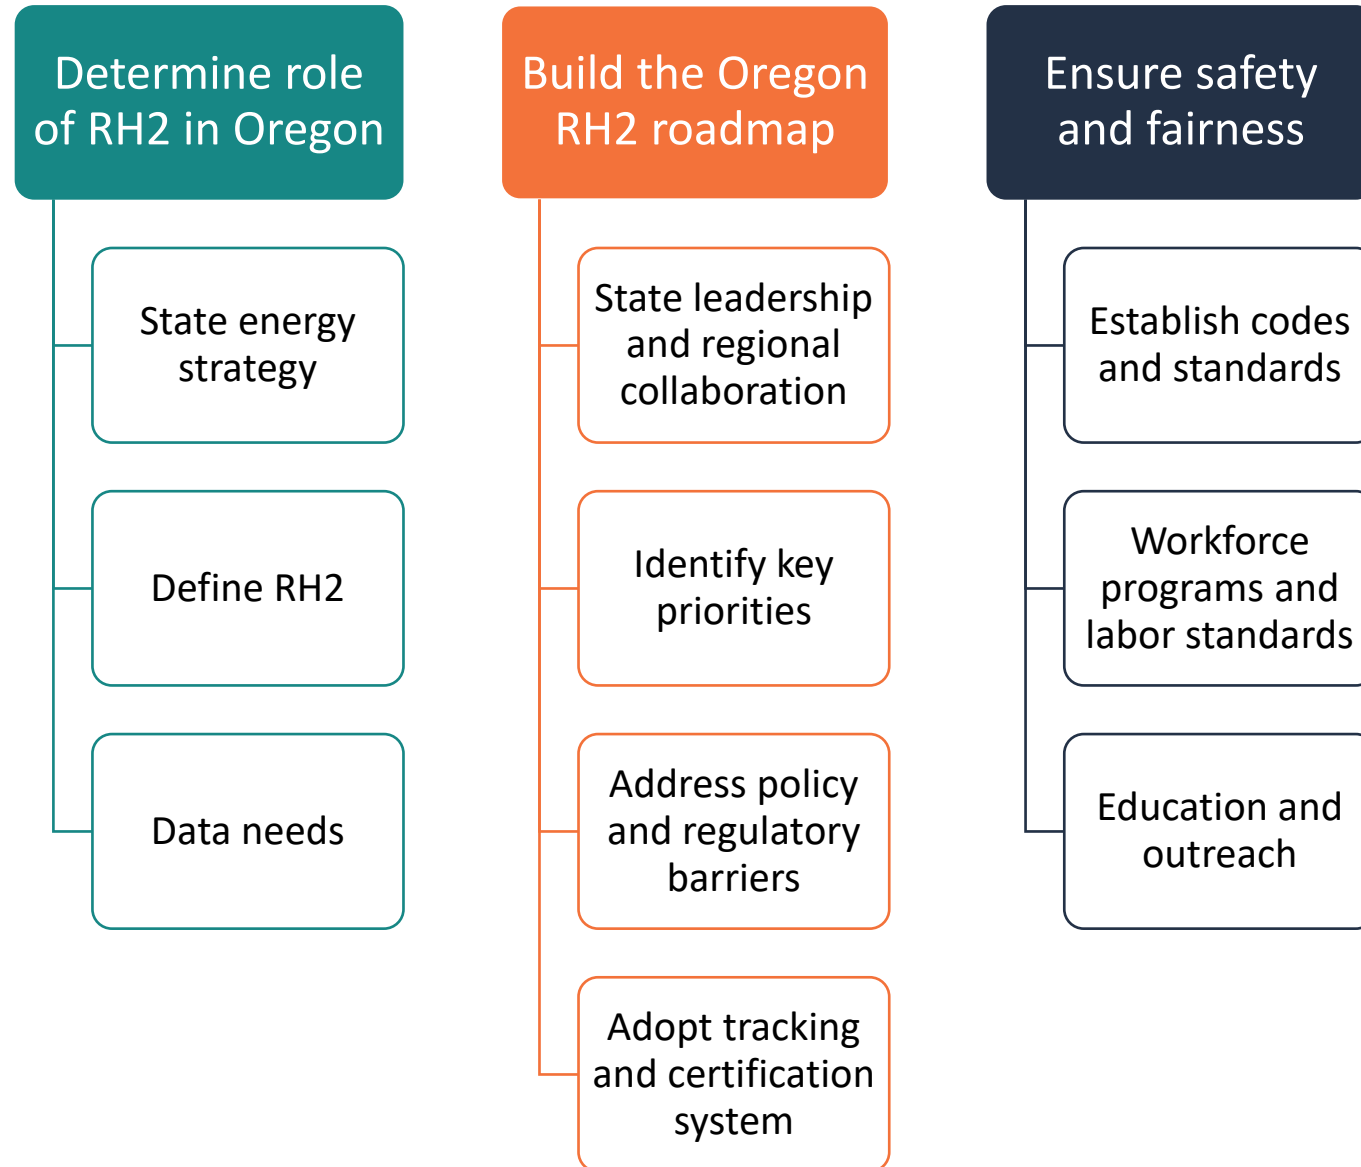 Determine role
of RH2 in Oregon
State energy
strategy
Define RH2
Data needs
Build the Oregon
RH2 roadmap
State leadership
and regional
collaboration
Identify key
priorities
Address policy
and regulatory
barriers
Adopt tracking
and certification
system
Ensure safety
and fairness
Establish codes
and standards
Workforce
programs and
labor standards
Education and
outreach